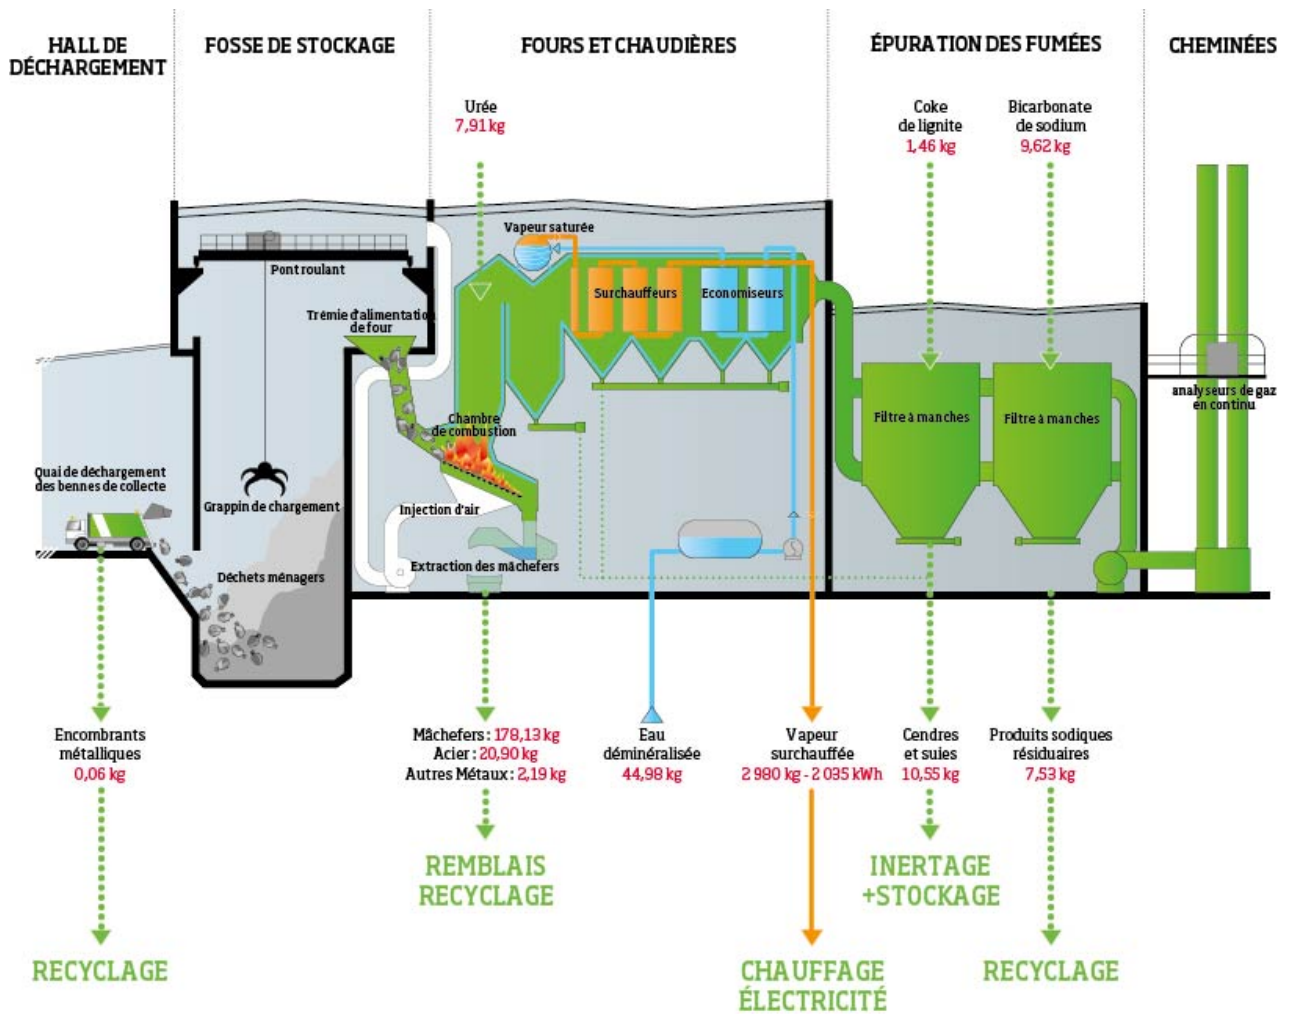 HALL DE
DÉCHARGEMENT
FOSSE DE STOCKAGE
FOURS ET CHAUDIÈRES
ÉPURATION DES FUMÉES
CHEMINÉES
Urée
7,91 kg
Coke
de lignite
1,46 kg
Bicarbonate
de sodium
9,62 kg
Vapeur saturée
Pont roulant
Surchauffeurs
Economiseurs
Trémie d'alimentation
de four
Chambre
de combustion
Filtre à manches
Filtre à manches
analyseurs de gaz
en continu
Quai de déchargement
des bennes de collecte
Grappin de chargement
Injection d'air
Déchets ménagers
Extraction des mâchefers
Encombrants
métalliques
0,06 kg
Mâchefers : 178,13 kg
Acier : 20,90 kg
Autres Métaux : 2,19 kg
Eau
déminéralisée
44,98 kg
Vapeur
surchauffée
2 980 kg - 2 035 kWh
Cendres
et suies
10,55 kg
Produits sodiques
résiduaires
7,53 kg
REMBLAIS
RECYCLAGE
INERTAGE
+STOCKAGE
RECYCLAGE
CHAUFFAGE
ÉLECTRICITÉ
RECYCLAGE